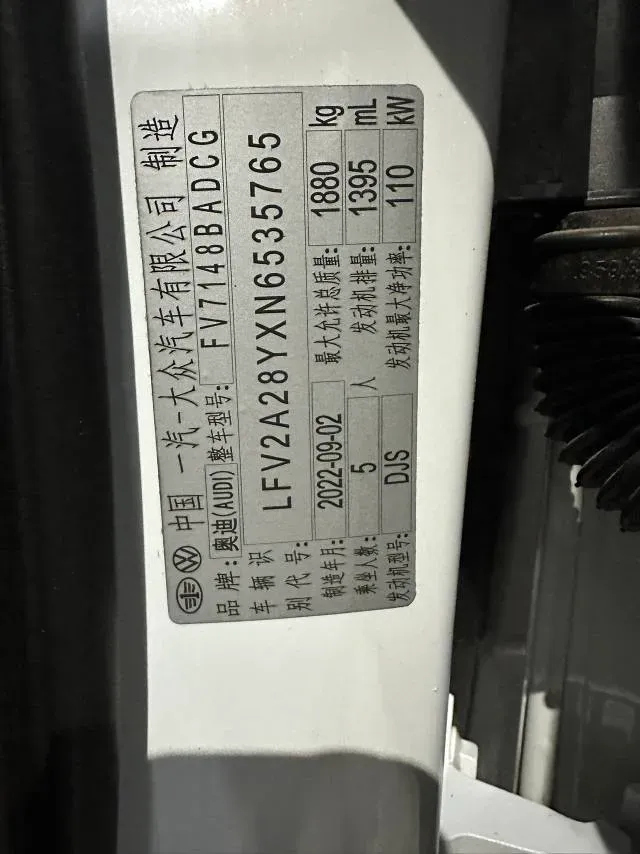 中国 一汽-大众汽车有限公司 制造
品牌: 奥迪(AUDI) 整车型号: FV7148BADCG
车辆识别代号: LFV2A28YXN6535765
制造年月: 2022-09-02 最大允许总质量: 1880 kg
乘坐人数: 5 人 发动机排量: 1395 mL
发动机型号: DJS 发动机最大净功率: 110 kW